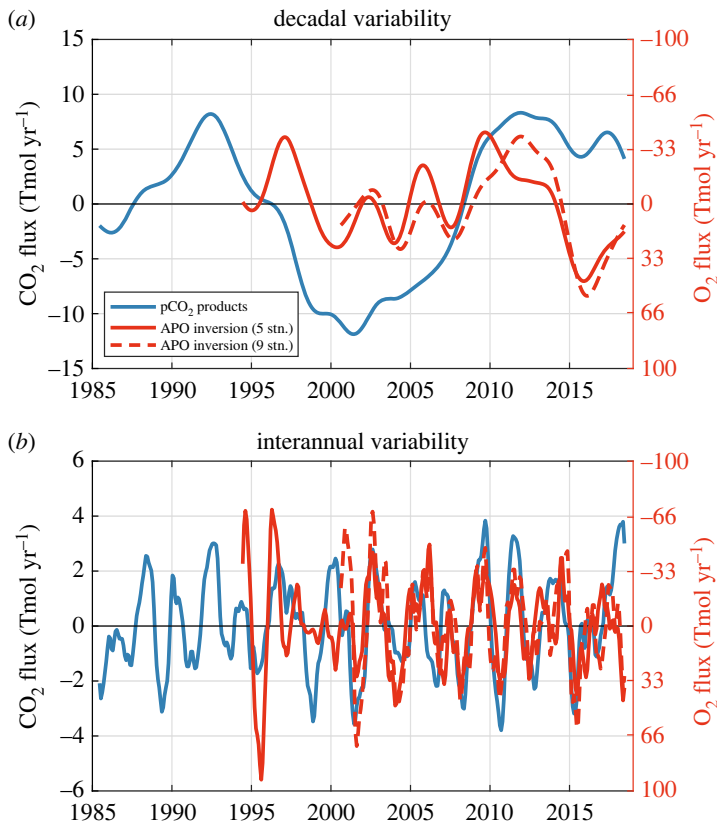 (a) decadal variability
15
10
5
0
−5
−10
−15
CO₂ flux (Tmol yr⁻¹)
−100
−66
−33
0
33
66
100
O₂ flux (Tmol yr⁻¹)
pCO₂ products
APO inversion (5 stn.)
APO inversion (9 stn.)
1985 1990 1995 2000 2005 2010 2015
(b) interannual variability
6
4
2
0
−2
−4
−6
CO₂ flux (Tmol yr⁻¹)
−100
−66
−33
0
33
66
100
O₂ flux (Tmol yr⁻¹)
1985 1990 1995 2000 2005 2010 2015